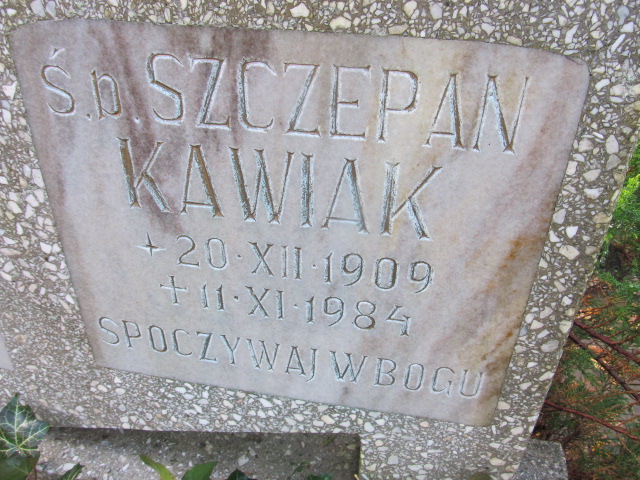 Ś.p. SZCZEPAN
KAWIAK
+20·XII·1909
+11·XI·1984
SPOCZYWAJ W BOGU